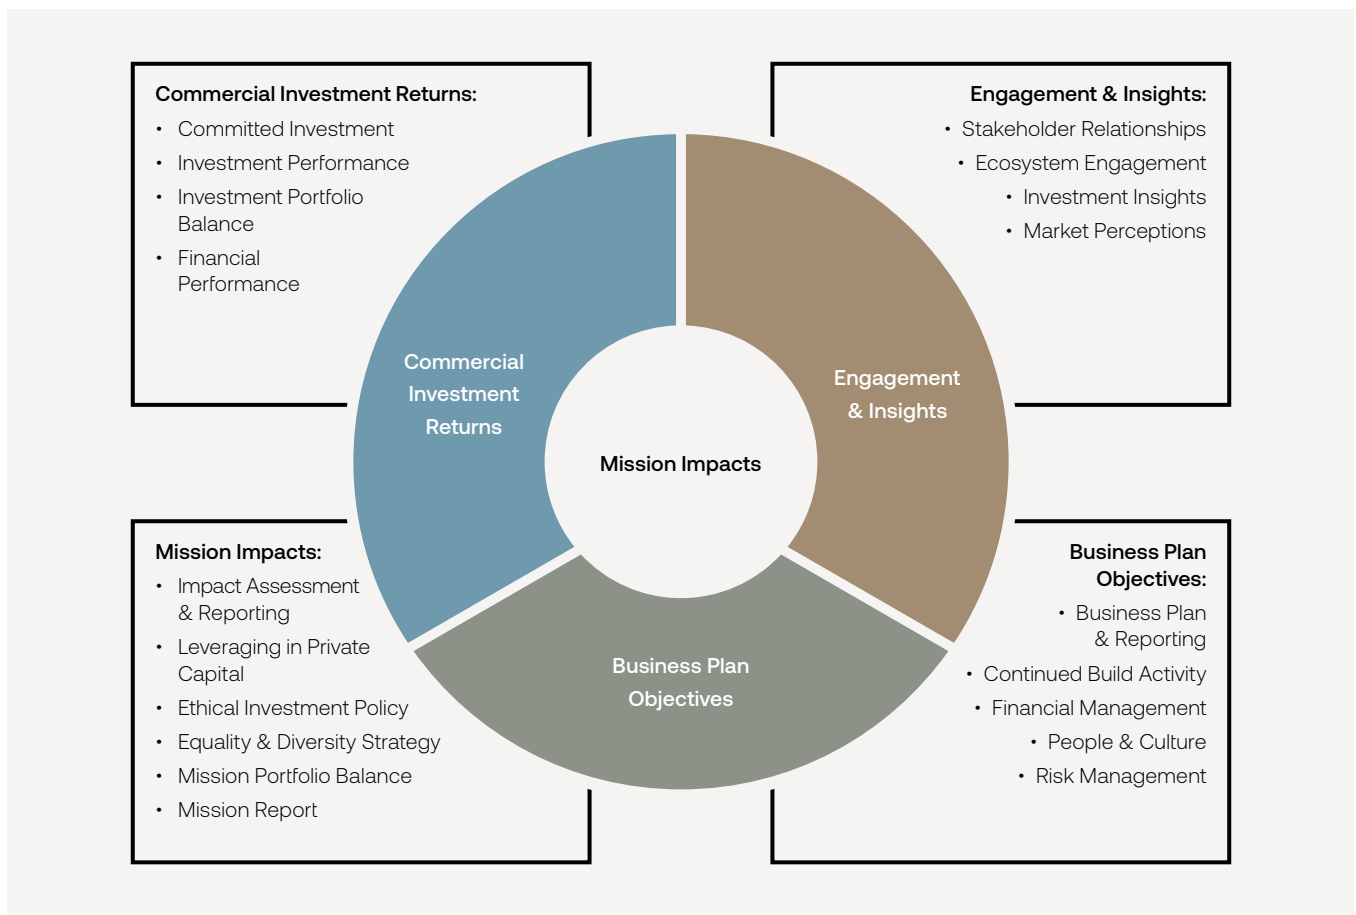 Commercial Investment Returns:
• Committed Investment
• Investment Performance
• Investment Portfolio
Balance
• Financial
Performance
Engagement & Insights:
• Stakeholder Relationships
• Ecosystem Engagement
• Investment Insights
• Market Perceptions
Commercial
Investment
Returns
Engagement
& Insights
Mission Impacts
Business Plan
Objectives
Mission Impacts:
• Impact Assessment
& Reporting
• Leveraging in Private
Capital
• Ethical Investment Policy
• Equality & Diversity Strategy
• Mission Portfolio Balance
• Mission Report
Business Plan
Objectives:
• Business Plan
& Reporting
• Continued Build Activity
• Financial Management
• People & Culture
• Risk Management